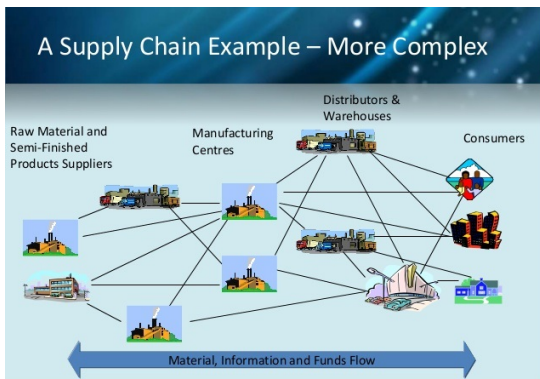 A Supply Chain Example – More Complex
Raw Material and
Semi-Finished
Products Suppliers
Manufacturing
Centres
Distributors &
Warehouses
Consumers
Material, Information and Funds Flow